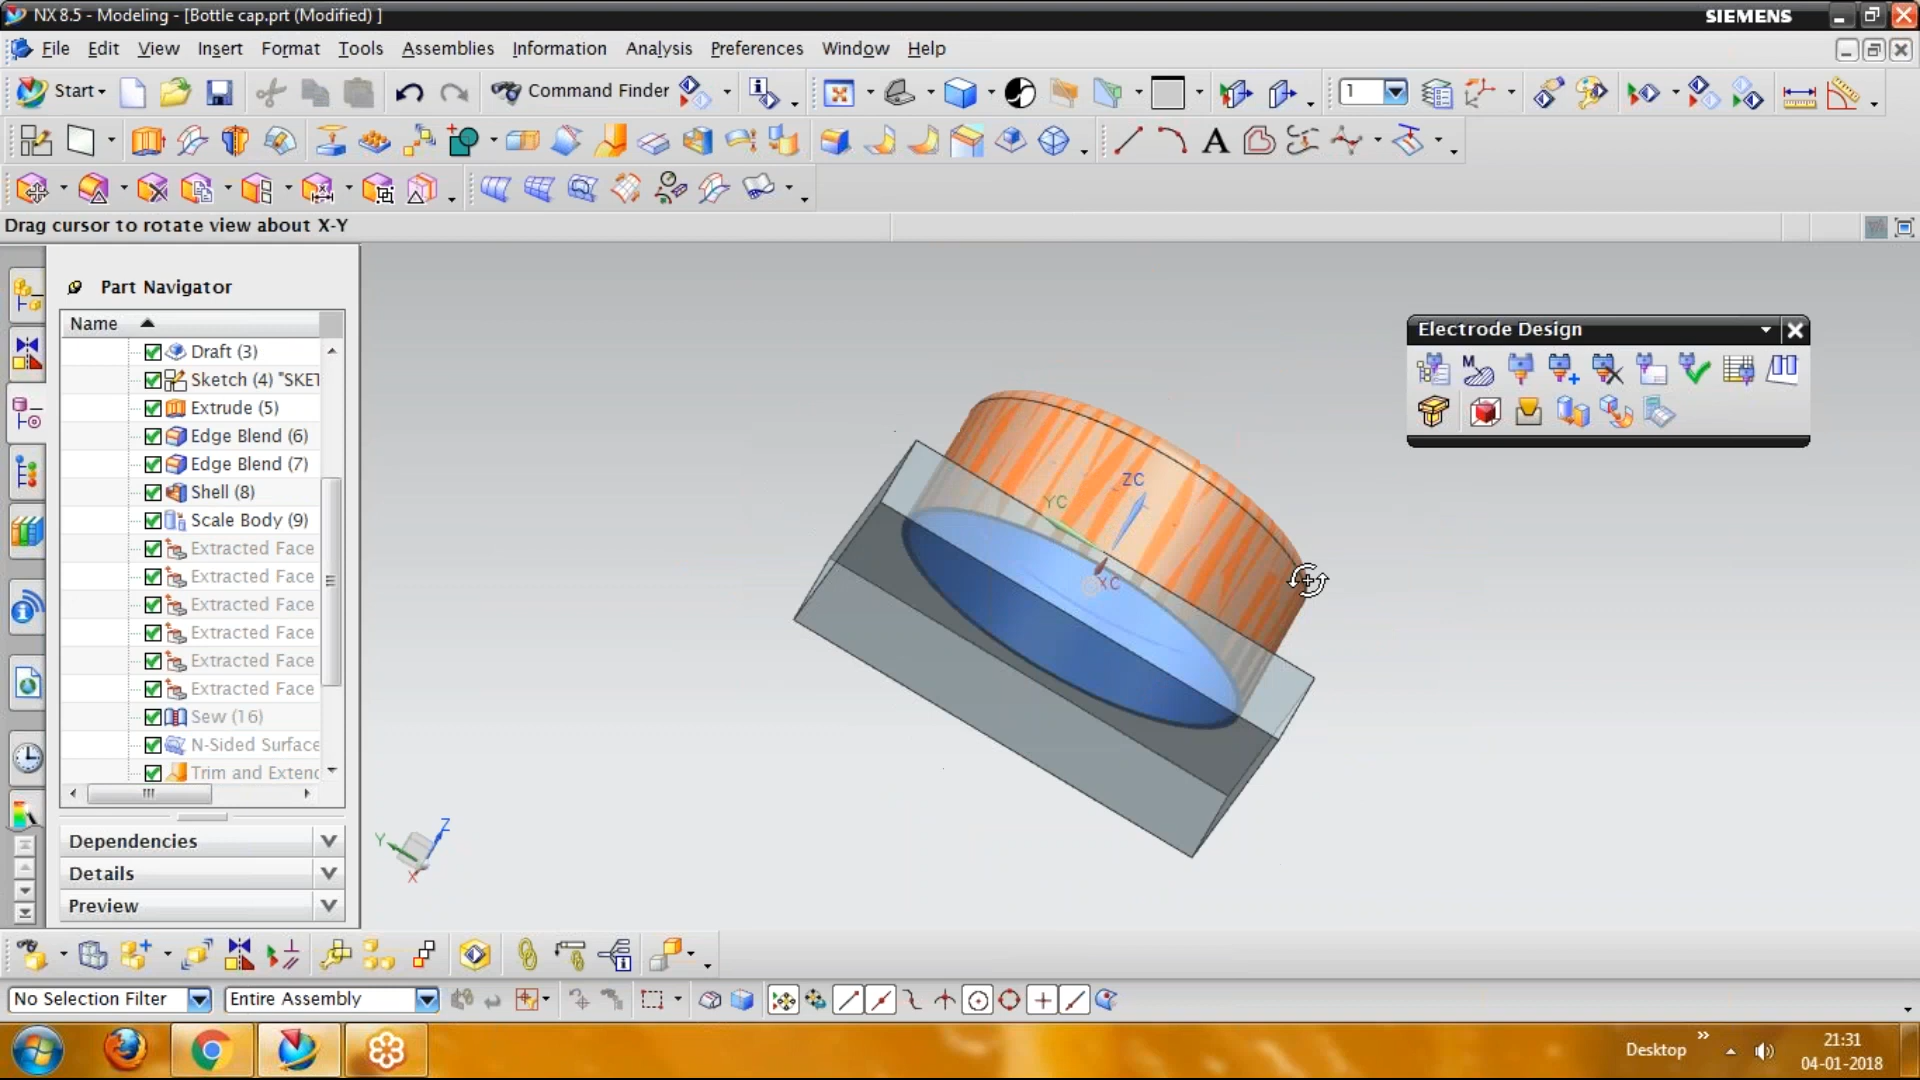 NX 8.5 - Modeling - [Bottle cap.prt (Modified) ]
SIEMENS
File Edit View Insert Format Tools Assemblies Information Analysis Preferences Window Help
Start Command Finder 1
Drag cursor to rotate view about X-Y
Part Navigator
Name
Draft (3)
Sketch (4) "SKET
Extrude (5)
Edge Blend (6)
Edge Blend (7)
Shell (8)
Scale Body (9)
Extracted Face
Extracted Face
Extracted Face
Extracted Face
Extracted Face
Extracted Face
Sew (16)
N-Sided Surface
Trim and Extend
Dependencies
Details
Preview
Electrode Design
ZC
YC
XC
Z
Y
X
No Selection Filter Entire Assembly
Desktop
21:31
04-01-2018